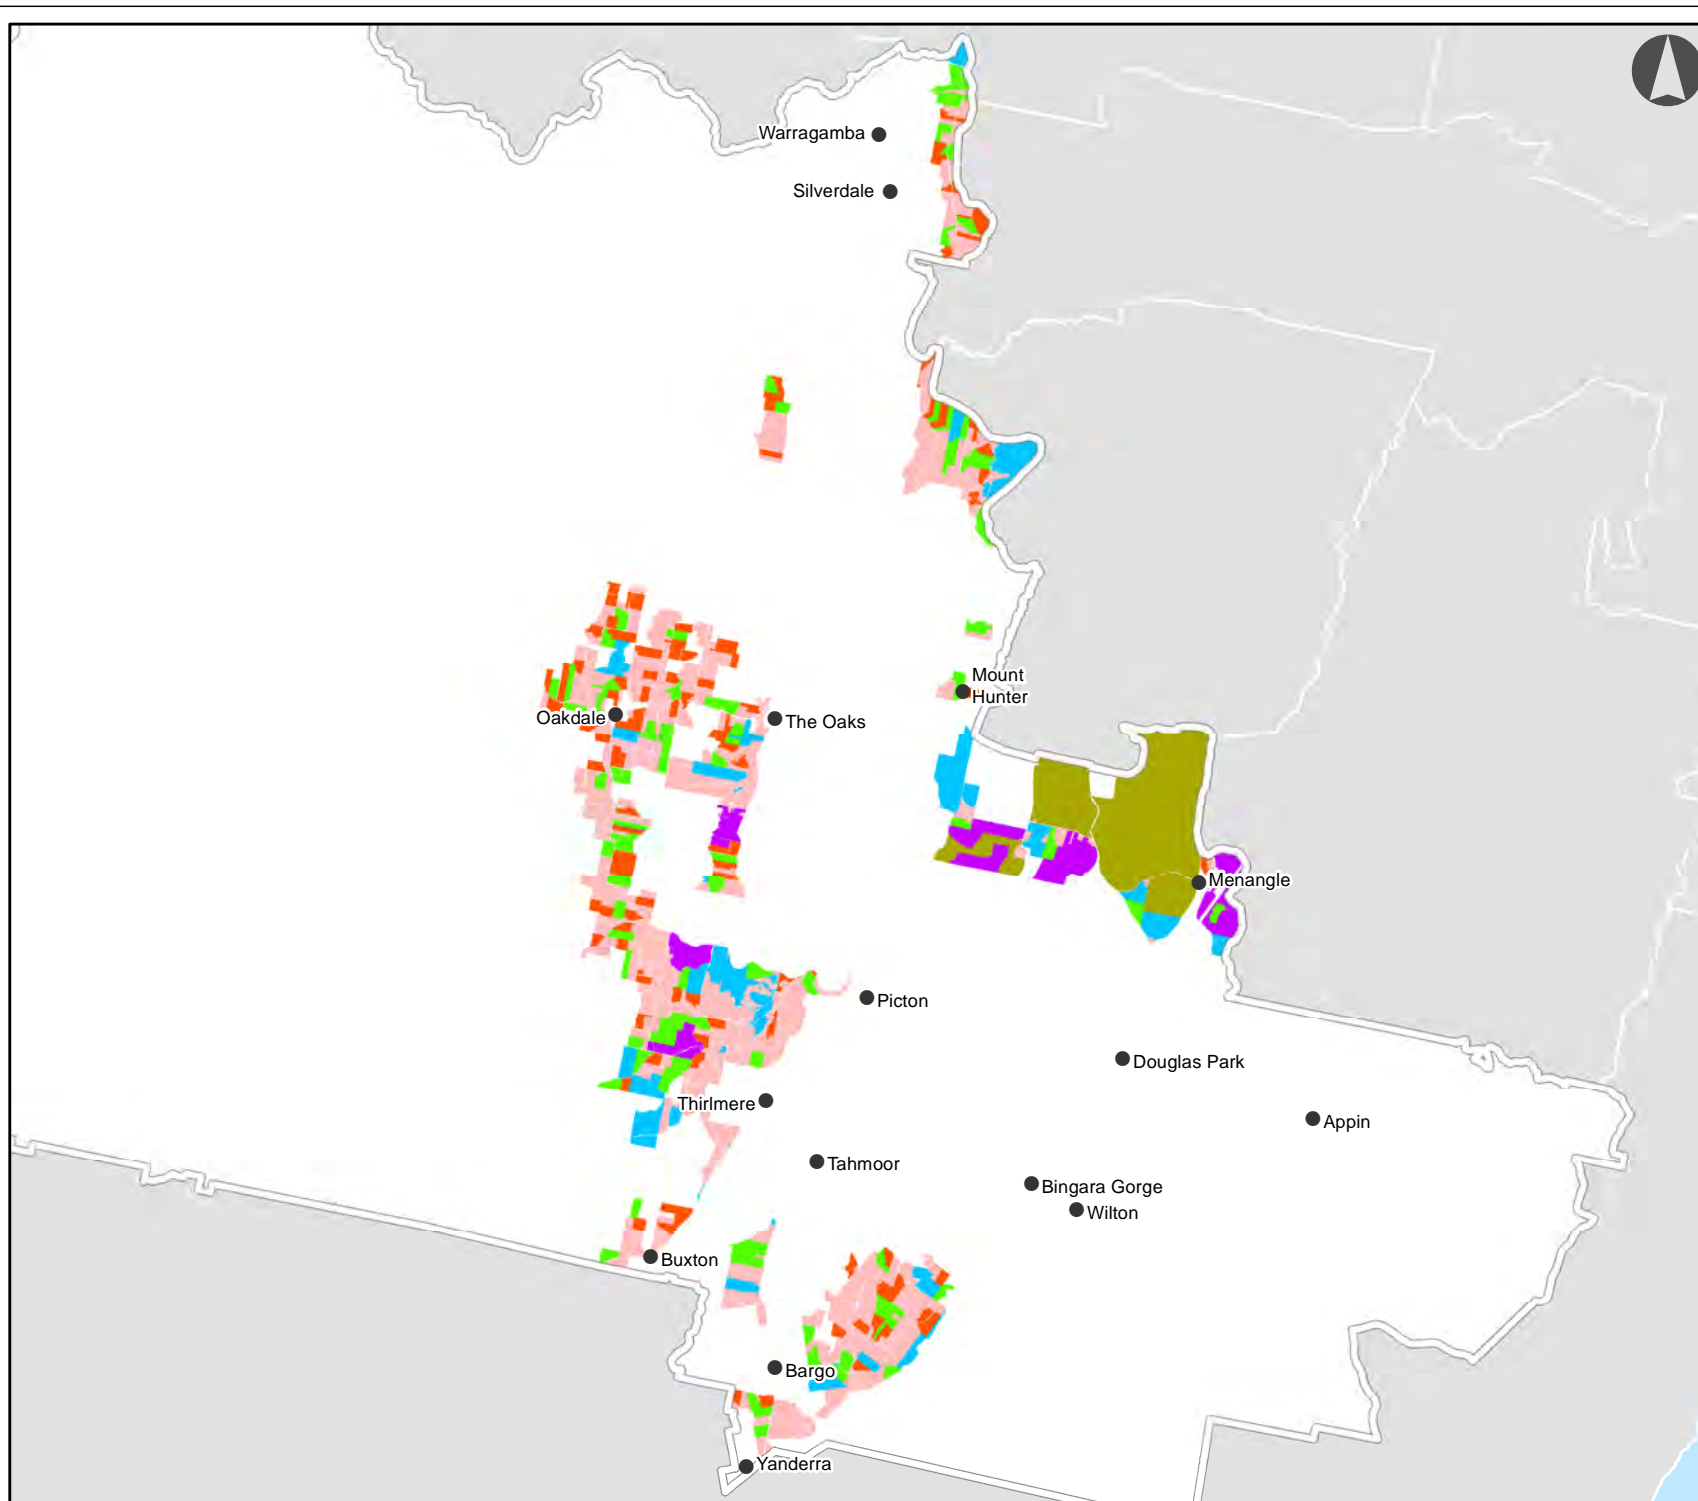 Warragamba
Silverdale
Mount
Hunter
Oakdale
The Oaks
Menangle
Picton
Douglas Park
Thirlmere
Appin
Tahmoor
Bingara Gorge
Wilton
Buxton
Bargo
Yanderra